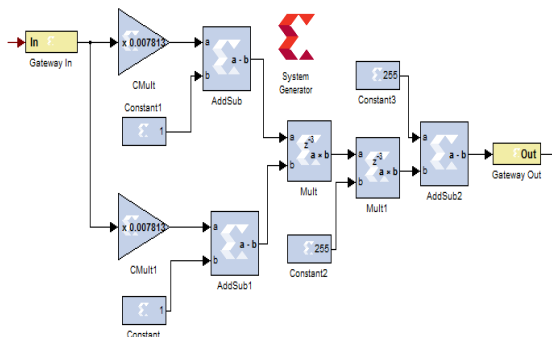 In
Gateway In
x 0.007813
CMult
a
b
a - b
AddSub
System
Generator
Constant1
1
255
Constant3
a
b
z-3
a × b
Mult
a
b
z-3
a × b
Mult1
a
b
a - b
AddSub2
Out
Gateway Out
x 0.007813
CMult1
a
b
a - b
AddSub1
255
Constant2
1
Constant